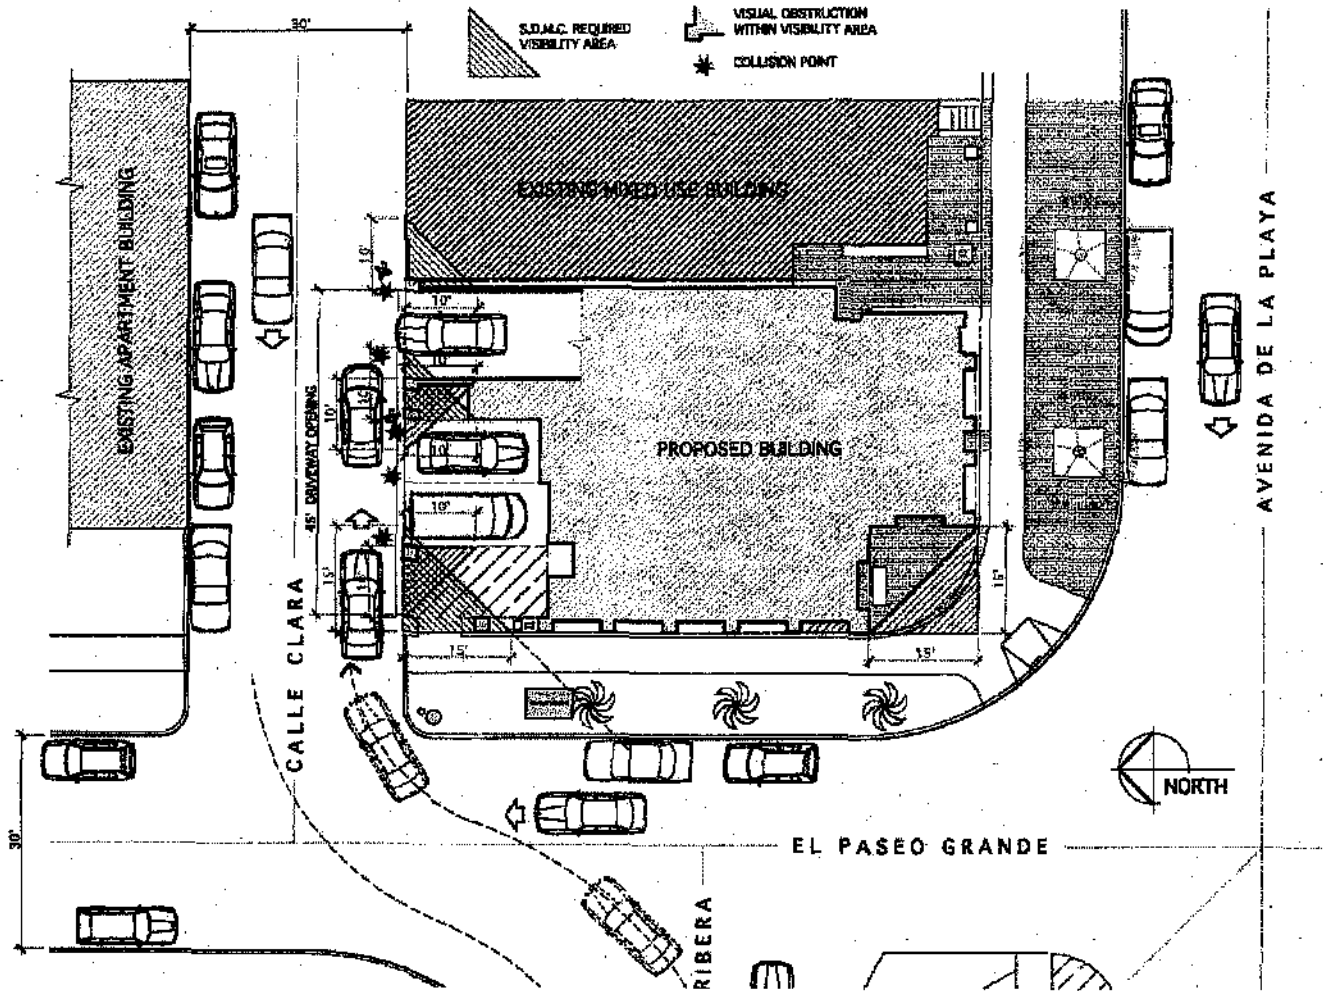 30'
S.D.M.C. REQUIRED
VISIBILITY AREA
VISUAL OBSTRUCTION
WITHIN VISIBILITY AREA
COLLISION POINT
EXISTING APARTMENT BUILDING
EXISTING MIXED USE BUILDING
AVENIDA DE LA PLAYA
10'
10'
10'
45' DRIVEWAY OPENING
10'
10'
PROPOSED BUILDING
15'
15'
15'
15'
CALLE CLARA
NORTH
30'
EL PASEO GRANDE
RIBERA